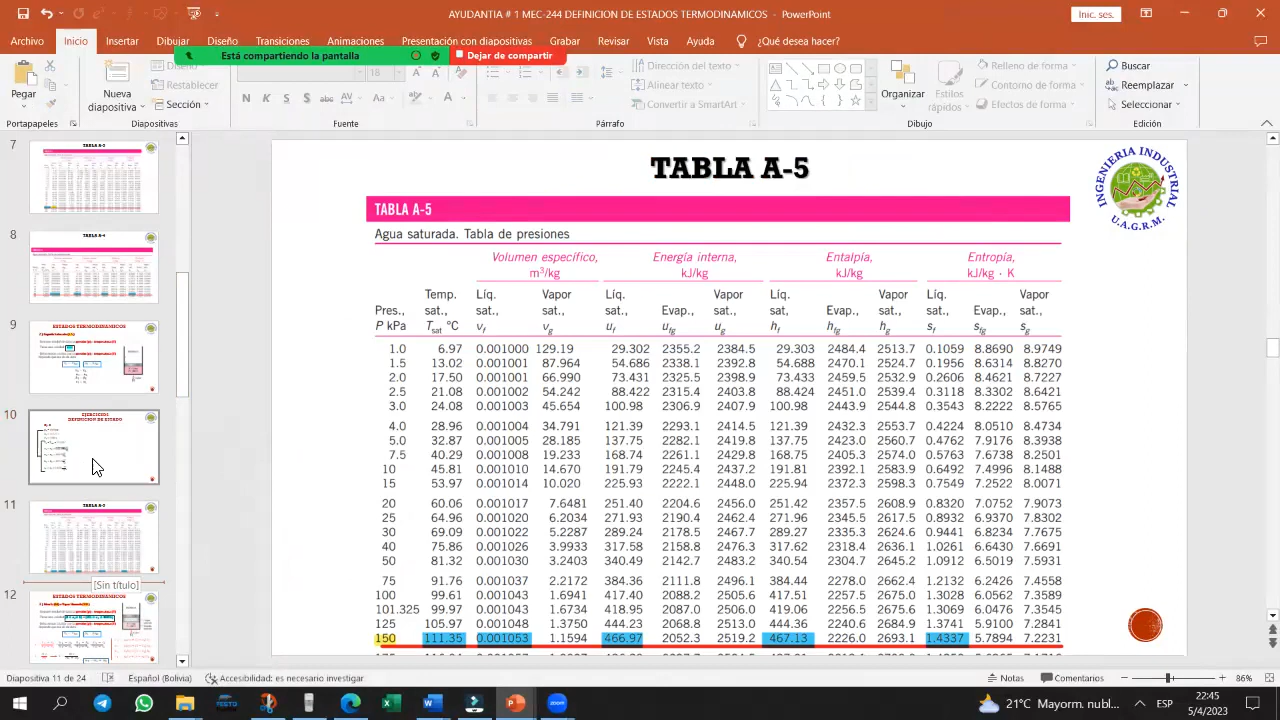 AYUDANTIA # 1 MEC-244 DEFINICION DE ESTADOS TERMODINAMICOS - PowerPoint
Inic. ses.
Archivo Inicio Insertar Dibujar Diseño Transiciones Animaciones Presentación con diapositivas Grabar Revisar Vista Ayuda ¿Qué desea hacer?
Está compartiendo la pantalla
Dejar de compartir
Pegar
Nueva diapositiva
Diseño
Restablecer
Sección
18
N K S S abc AV Aa A
Dirección del texto
Alinear texto
Convertir a SmartArt
Organizar
Estilos rápidos
Relleno de forma
Contorno de forma
Efectos de forma
Buscar
Reemplazar
Seleccionar
Portapapeles Diapositivas Fuente Párrafo Dibujo Edición
8
9
ESTADOS TERMODINAMICOS
10
EJERCICIO
DEFINICION DE ESTADO
11
[Sin título]
12
ESTADOS TERMODINAMICOS
TABLA A-5
INGENIERIA INDUSTRIAL
U.A.G.R.M.
TABLA A-5
Agua saturada. Tabla de presiones
Volumen específico, Energía interna, Entalpía, Entropía,
m³/kg kJ/kg kJ/kg kJ/kg · K
Temp. Líq. Vapor Líq. Vapor Líq. Vapor Líq. Vapor
Pres., sat., sat., sat., sat., Evap., sat., sat, Evap., sat., sat., Evap., sat.,
P kPa Tsat °C vg uf ufg ug hf hfg hg sf sfg sg
1.0 6.97 0.001000 129.19 29.302 2355.2 2384.5 29.303 2484.4 2513.7 0.1059 8.8690 8.9749
1.5 13.02 0.001001 87.964 54.686 2338.1 2392.8 54.688 2470.1 2524.7 0.1956 8.6314 8.8270
2.0 17.50 0.001001 66.990 73.431 2325.5 2398.9 73.433 2459.5 2532.9 0.2606 8.4621 8.7227
2.5 21.08 0.001002 54.242 88.422 2315.4 2403.8 88.424 2451.0 2539.4 0.3118 8.3302 8.6421
3.0 24.08 0.001003 45.654 100.98 2306.9 2407.9 100.98 2443.9 2544.8 0.3543 8.2222 8.5765
4.0 28.96 0.001004 34.791 121.39 2293.1 2414.5 121.39 2432.3 2553.7 0.4224 8.0510 8.4734
5.0 32.87 0.001005 28.185 137.75 2282.1 2419.8 137.75 2423.0 2560.7 0.4762 7.9176 8.3938
7.5 40.29 0.001008 19.233 168.74 2261.1 2429.8 168.75 2405.3 2574.0 0.5763 7.6738 8.2501
10 45.81 0.001010 14.670 191.79 2245.4 2437.2 191.81 2392.1 2583.9 0.6492 7.4996 8.1488
15 53.97 0.001014 10.020 225.93 2222.1 2448.0 225.94 2372.3 2598.3 0.7549 7.2522 8.0071
20 60.06 0.001017 7.6481 251.40 2204.6 2456.0 251.42 2357.5 2608.9 0.8320 7.0752 7.9073
25 64.96 0.001020 6.2034 271.93 2190.4 2462.4 271.96 2345.5 2617.5 0.8932 6.9370 7.8302
30 69.09 0.001022 5.2287 289.24 2178.5 2467.7 289.27 2335.3 2624.6 0.9441 6.8234 7.6675
40 75.86 0.001026 3.9933 317.58 2158.8 2476.3 317.62 2318.4 2636.1 1.0261 6.6430 7.6691
50 81.32 0.001030 3.2403 340.49 2142.7 2483.2 340.54 2304.7 2645.2 1.0912 6.5019 7.5931
75 91.76 0.001037 2.2172 384.36 2111.8 2496.1 384.44 2278.0 2662.4 1.2132 6.2426 7.4558
100 99.61 0.001043 1.6941 417.40 2088.2 2505.6 417.51 2257.5 2675.0 1.3028 6.0562 7.3589
101.325 99.97 0.001043 1.6734 418.95 2087.0 2506.0 419.06 2256.5 2675.6 1.3069 6.0476 7.3545
125 105.97 0.001048 1.3750 444.23 2068.8 2513.0 444.36 2240.6 2684.9 1.3741 5.9100 7.2841
150 111.35 0.001053 1.1594 466.97 2052.3 2519.2 467.13 2226.0 2693.1 5.7894 7.2231
Diapositiva 11 de 24 Español (Bolivia) Accesibilidad: es necesario investigar Notas Comentarios 86%
21°C Mayorm. nubl... ESP
22:45
5/4/2023